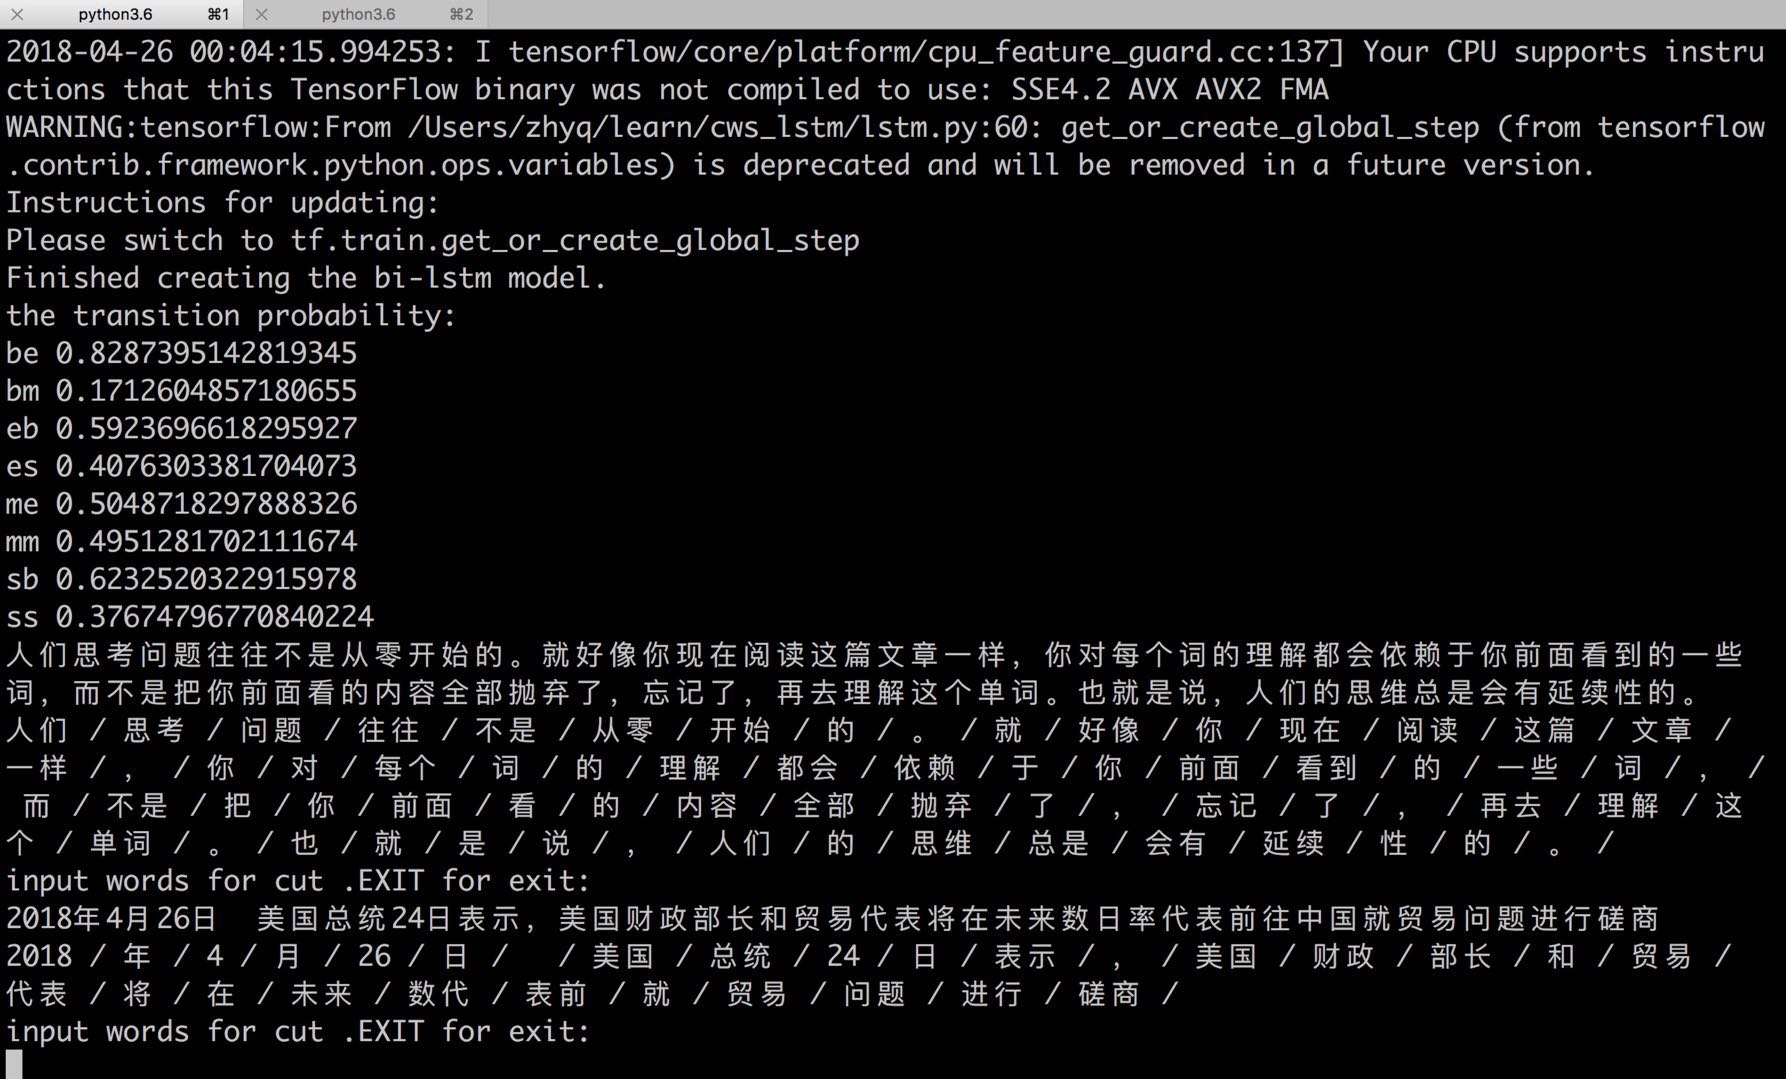 python3.6 ⌘1 python3.6 ⌘2
2018-04-26 00:04:15.994253: I tensorflow/core/platform/cpu_feature_guard.cc:137] Your CPU supports instru
ctions that this TensorFlow binary was not compiled to use: SSE4.2 AVX AVX2 FMA
WARNING:tensorflow:From /Users/zhyq/learn/cws_lstm/lstm.py:60: get_or_create_global_step (from tensorflow
.contrib.framework.python.ops.variables) is deprecated and will be removed in a future version.
Instructions for updating:
Please switch to tf.train.get_or_create_global_step
Finished creating the bi-lstm model.
the transition probability:
be 0.8287395142819345
bm 0.1712604857180655
eb 0.5923696618295927
es 0.4076303381704073
me 0.5048718297888326
mm 0.4951281702111674
sb 0.6232520322915978
ss 0.37674796770840224
人们思考问题往往不是从零开始的。就好像你现在阅读这篇文章一样，你对每个词的理解都会依赖于你前面看到的一些
词，而不是把你前面看的内容全部抛弃了，忘记了，再去理解这个单词。也就是说，人们的思维总是会有延续性的。
人们 / 思考 / 问题 / 往往 / 不是 / 从零 / 开始 / 的 / 。 / 就 / 好像 / 你 / 现在 / 阅读 / 这篇 / 文章 /
一样 / ， / 你 / 对 / 每个 / 词 / 的 / 理解 / 都会 / 依赖 / 于 / 你 / 前面 / 看到 / 的 / 一些 / 词 / ， /
而 / 不是 / 把 / 你 / 前面 / 看 / 的 / 内容 / 全部 / 抛弃 / 了 / ， / 忘记 / 了 / ， / 再去 / 理解 / 这
个 / 单词 / 。 / 也 / 就 / 是 / 说 / ， / 人们 / 的 / 思维 / 总是 / 会有 / 延续 / 性 / 的 / 。 /
input words for cut .EXIT for exit:
2018年4月26日  美国总统24日表示，美国财政部长和贸易代表将在未来数日率代表前往中国就贸易问题进行磋商
2018 / 年 / 4 / 月 / 26 / 日 /   / 美国 / 总统 / 24 / 日 / 表示 / ， / 美国 / 财政 / 部长 / 和 / 贸易 /
代表 / 将 / 在 / 未来 / 数代 / 表前 / 就 / 贸易 / 问题 / 进行 / 磋商 /
input words for cut .EXIT for exit: